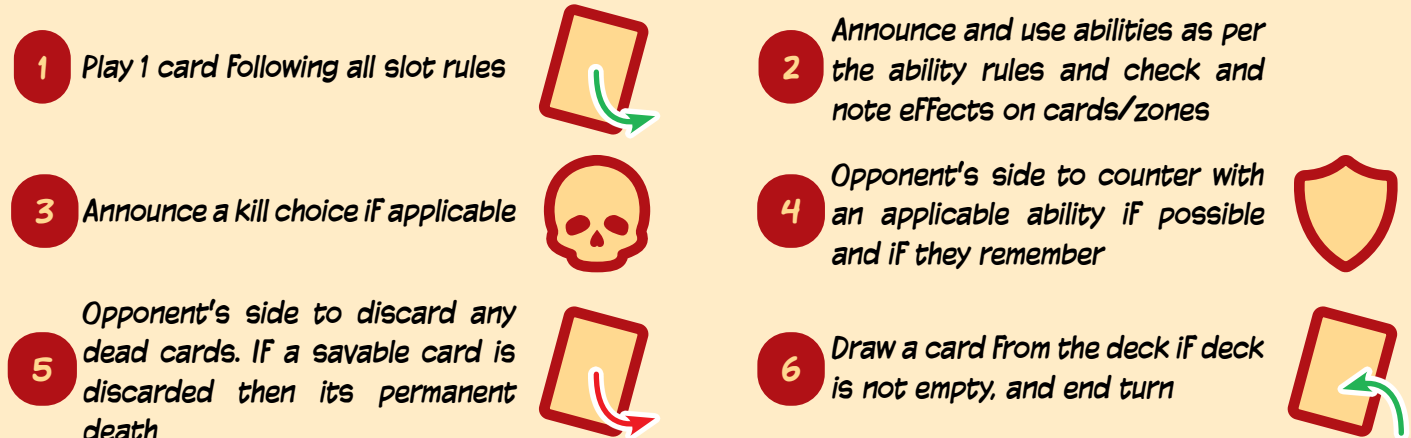 1
Play 1 card Following all slot rules
2
Announce and use abilities as per
the ability rules and check and
note eFFects on cards/zones
3
Announce a kill choice iF applicable
4
Opponent's side to counter with
an applicable ability iF possible
and iF they remember
5
Opponent's side to discard any
dead cards. IF a savable card is
discarded then its permanent
death
6
Draw a card From the deck iF deck
is not empty, and end turn